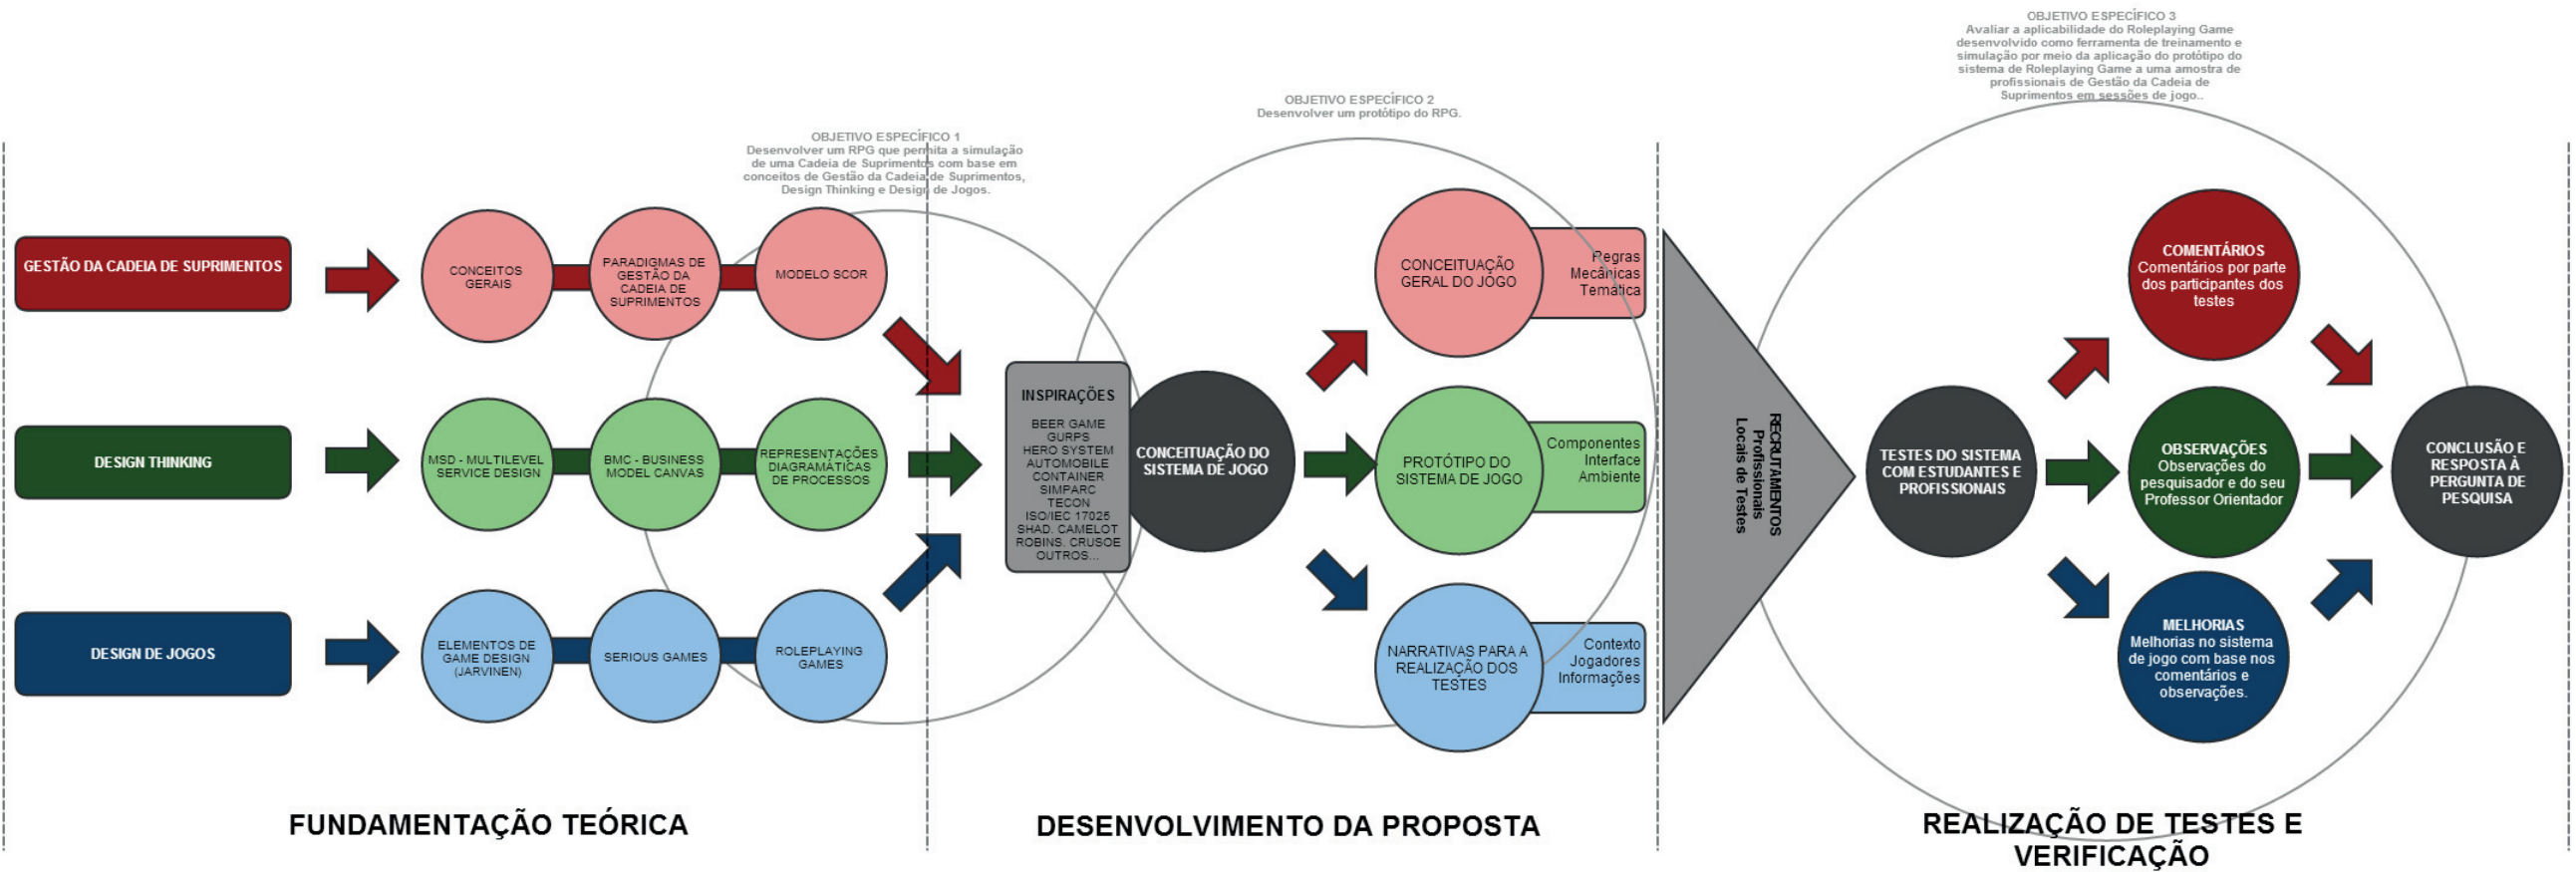 OBJETIVO ESPECÍFICO 1
Desenvolver um RPG que permita a simulação
de uma Cadeia de Suprimentos com base em
conceitos de Gestão da Cadeia de Suprimentos,
Design Thinking e Design de Jogos.
OBJETIVO ESPECÍFICO 2
Desenvolver um protótipo do RPG.
OBJETIVO ESPECÍFICO 3
Avaliar a aplicabilidade do Roleplaying Game
desenvolvido como ferramenta de treinamento e
simulação por meio da aplicação do protótipo do
sistema de Roleplaying Game a uma amostra de
profissionais de Gestão da Cadeia de
Suprimentos em sessões de jogo..
GESTÃO DA CADEIA DE SUPRIMENTOS
CONCEITOS
GERAIS
PARADIGMAS DE
GESTÃO DA
CADEIA DE
SUPRIMENTOS
MODELO SCOR
DESIGN THINKING
MSD - MULTILEVEL
SERVICE DESIGN
BMC - BUSINESS
MODEL CANVAS
REPRESENTAÇÕES
DIAGRAMÁTICAS
DE PROCESSOS
DESIGN DE JOGOS
ELEMENTOS DE
GAME DESIGN
(JARVINEN)
SERIOUS GAMES
ROLEPLAYING
GAMES
INSPIRAÇÕES
BEER GAME
GURPS
HERO SYSTEM
AUTOMOBILE
CONTAINER
SIMPARC
TECON
ISO/IEC 17025
SHAD. CAMELOT
ROBINS. CRUSOE
OUTROS...
CONCEITUAÇÃO DO
SISTEMA DE JOGO
CONCEITUAÇÃO
GERAL DO JOGO
Regras
Mecânicas
Temática
PROTÓTIPO DO
SISTEMA DE JOGO
Componentes
Interface
Ambiente
NARRATIVAS PARA A
REALIZAÇÃO DOS
TESTES
Contexto
Jogadores
Informações
RECRUTAMENTOS
Profissionais
Locais de Testes
TESTES DO SISTEMA
COM ESTUDANTES E
PROFISSIONAIS
COMENTÁRIOS
Comentários por parte
dos participantes dos
testes
OBSERVAÇÕES
Observações do
pesquisador e do seu
Professor Orientador
MELHORIAS
Melhorias no sistema
de jogo com base nos
comentários e
observações.
CONCLUSÃO E
RESPOSTA À
PERGUNTA DE
PESQUISA
FUNDAMENTAÇÃO TEÓRICA
DESENVOLVIMENTO DA PROPOSTA
REALIZAÇÃO DE TESTES E
VERIFICAÇÃO